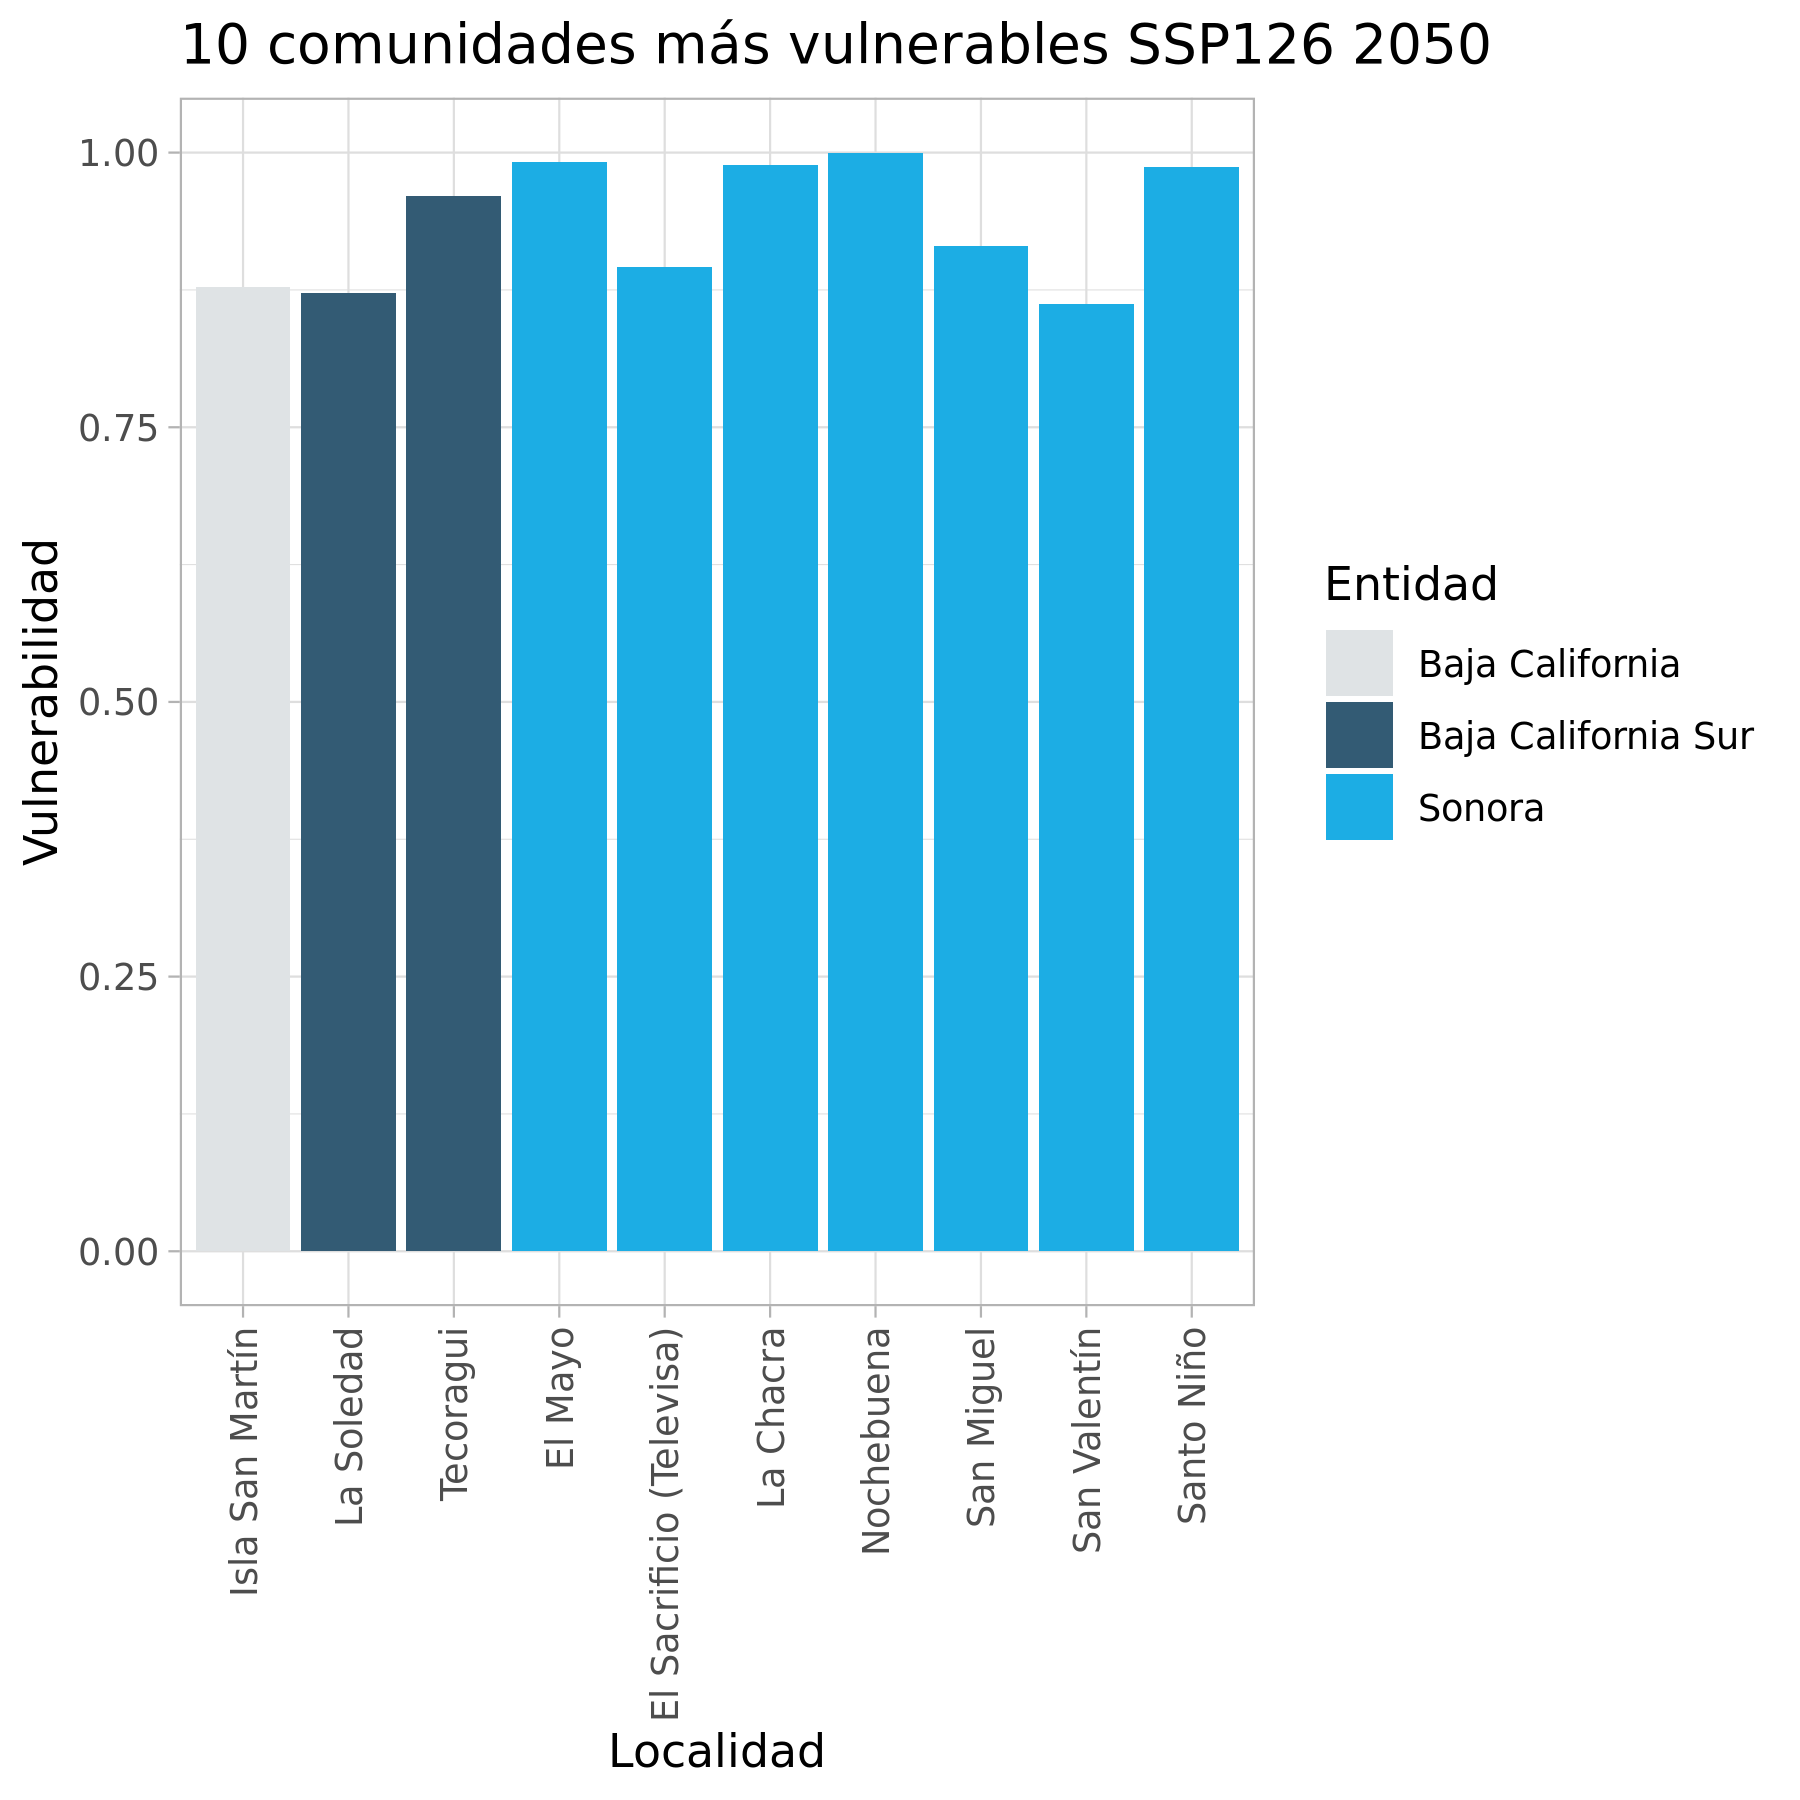 10 comunidades más vulnerables SSP126 2050
Vulnerabilidad
1.00
0.75
0.50
0.25
0.00
Isla San Martín
La Soledad
Tecoragui
El Mayo
El Sacrificio (Televisa)
La Chacra
Nochebuena
San Miguel
San Valentín
Santo Niño
Localidad
Entidad
Baja California
Baja California Sur
Sonora